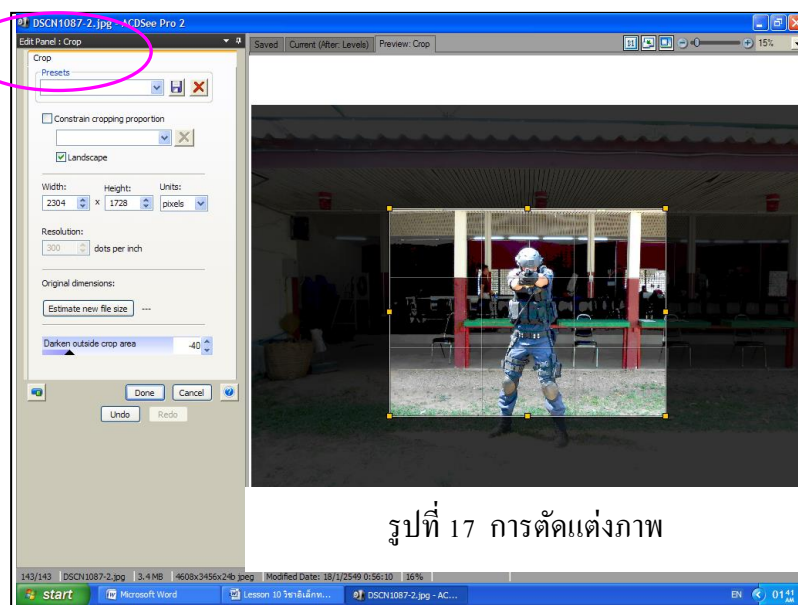 DSCN1087-2.jpg - ACDSee Pro 2
Edit Panel : Crop
Saved Current (After: Levels) Preview: Crop
15%
Crop
Presets
Constrain cropping proportion
Landscape
Width: Height: Units:
2304 x 1728 pixels
Resolution:
300 dots per inch
Original dimensions:
Estimate new file size ---
Darken outside crop area -40
Done Cancel
Undo Redo
รูปที่ 17 การตัดแต่งภาพ
143/143 DSCN1087-2.jpg 3.4 MB 4608x3456x24b jpeg Modified Date: 18/1/2549 0:56:10 16%
start Microsoft Word Lesson 10 วิชาอิเล็กท... DSCN1087-2.jpg - AC... EN 01 41 AM